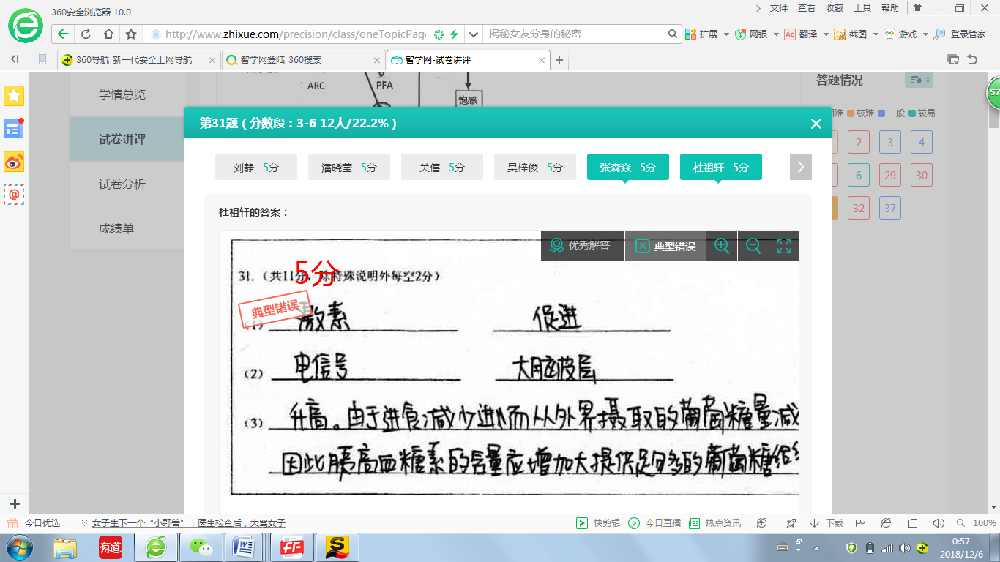 360安全浏览器 10.0
文件 查看 收藏 工具 帮助
http://www.zhixue.com/precision/class/oneTopicPage
揭秘女友分身的秘密
扩展 网银 翻译 截图 游戏 登录管家
360导航_新一代安全上网导航
智学网登陆_360搜索
智学网-试卷讲评
学情总览
试卷讲评
试卷分析
成绩单
ARC
PFA
饱感
答题情况
较难 一般 较易
2 3 4
6 29 30
32 37
57
第31题 ( 分数段：3-6 12人/22.2% )
刘静 5分
潘晓莹 5分
关僖 5分
吴梓俊 5分
张森焱 5分
杜祖轩 5分
杜祖轩的答案：
优秀解答
典型错误
31.（共11分，除特殊说明外每空2分）
5分
典型错误
(1) 激素 促进
(2) 电信号 大脑皮层
(3) 升高。由于进食减少进而从外界摄取的葡萄糖量减
因此胰高血糖素的含量应增加大提供足够多的葡萄糖给
今日优选
女子生下一个“小野兽”，医生检查后，大骂女子
快剪辑 今日直播 热点资讯 下载 100%
有道
0:57
2018/12/6